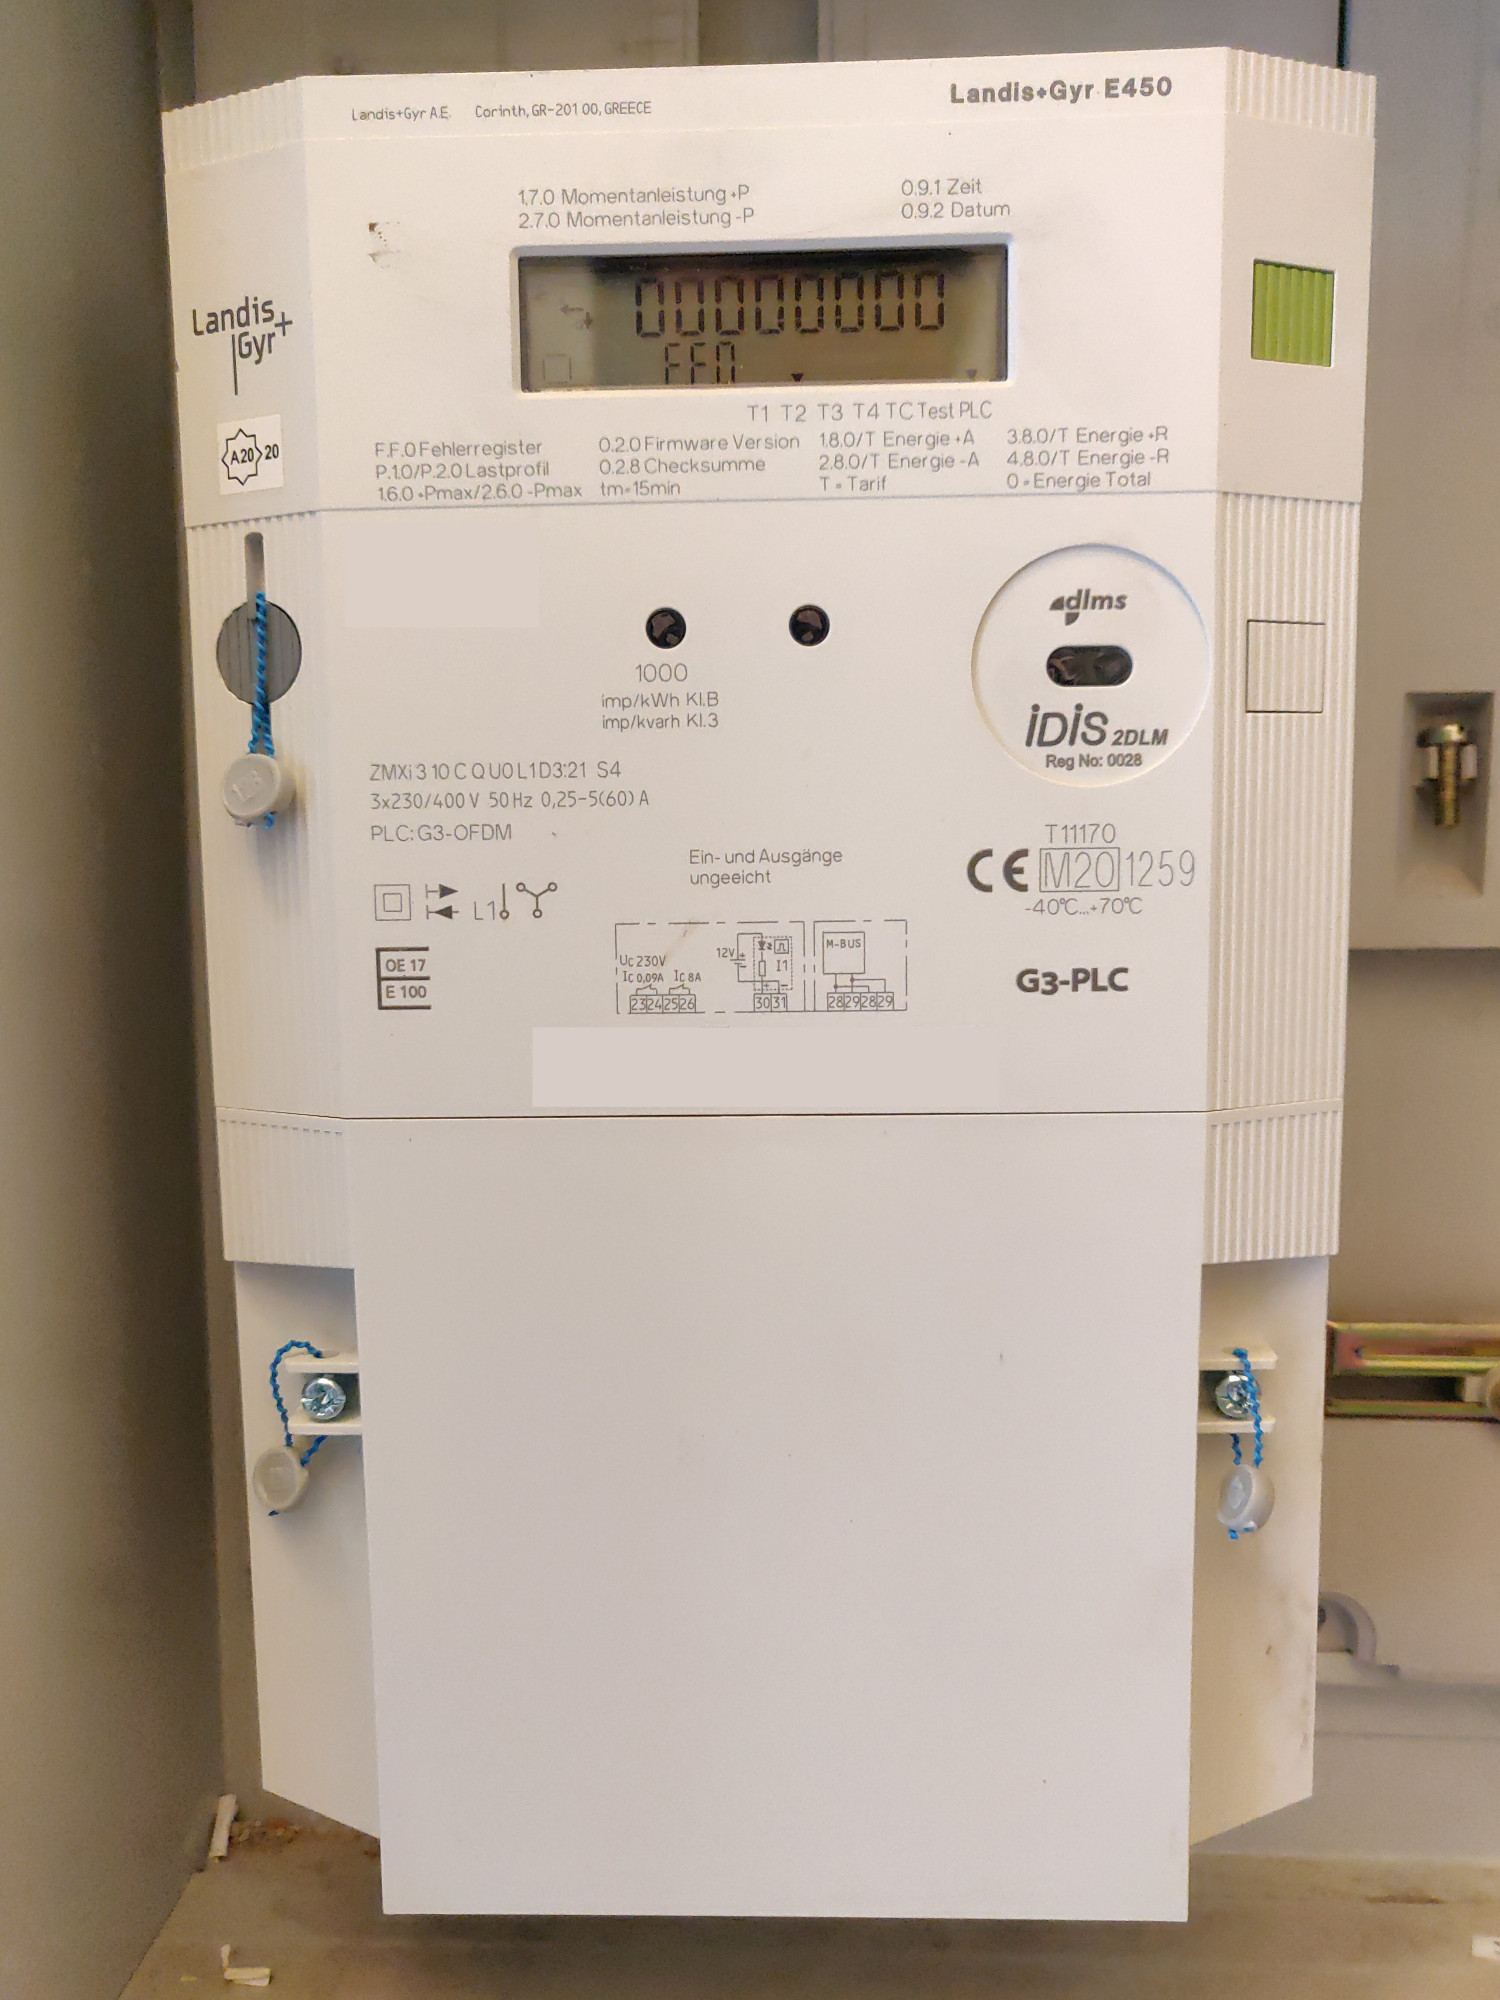 Landis+Gyr A.E. Corinth, GR-201 00, GREECE
Landis+Gyr E450
1.7.0 Momentanleistung +P
2.7.0 Momentanleistung -P
0.9.1 Zeit
0.9.2 Datum
00000000
F.F.0
Landis+
Gyr+
A20 20
T1 T2 T3 T4 TC Test PLC
F.F.0 Fehlerregister
P.1.0/P.2.0 Lastprofil
1.6.0 +Pmax/2.6.0 -Pmax
0.2.0 Firmware Version
0.2.8 Checksumme
tm=15min
1.8.0/T Energie +A
2.8.0/T Energie -A
T = Tarif
3.8.0/T Energie +R
4.8.0/T Energie -R
0 = Energie Total
1000
imp/kWh Kl.B
imp/kvarh Kl.3
dlms
iDiS 2DLM
Reg No: 0028
ZMXi310CQU0L1D3:21 S4
3x230/400 V 50 Hz 0,25-5(60) A
PLC: G3-OFDM
L1
OE 17
E 100
Ein- und Ausgänge
ungeeicht
Uc 230V
Ic 0,09A Ic 8A
23 24 25 26
12V
I1
30 31
M-BUS
28 29 28 29
T11170
CE M20 1259
-40°C...+70°C
G3-PLC